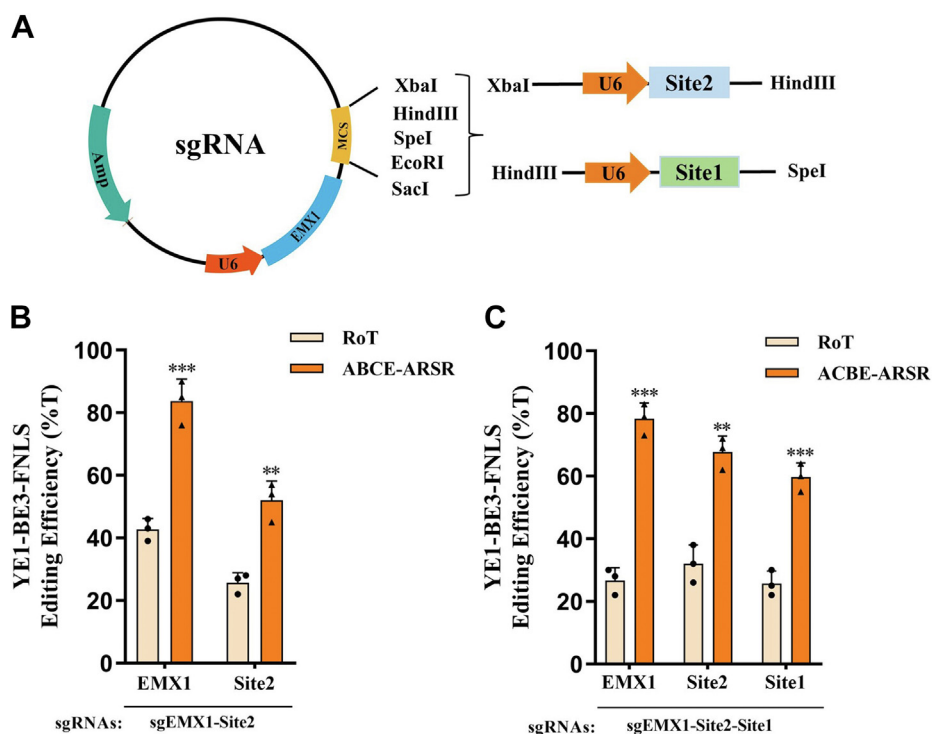 A
sgRNA
Amp
U6
EMX1
MCS
XbaI
HindIII
SpeI
EcoRI
SacI
XbaI U6 Site2 HindIII
HindIII U6 Site1 SpeI
B
RoT
ABCE-ARSR
YE1-BE3-FNLS
Editing Efficiency (%T)
100
80
60
40
20
0
***
**
EMX1 Site2
sgRNAs: sgEMX1-Site2
C
RoT
ACBE-ARSR
YE1-BE3-FNLS
Editing Efficiency (%T)
100
80
60
40
20
0
***
**
***
EMX1 Site2 Site1
sgRNAs: sgEMX1-Site2-Site1